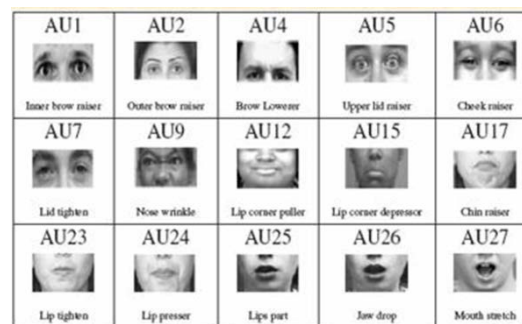 AU1 AU2 AU4 AU5 AU6
Inner brow raiser Outer brow raiser Brow Lowerer Upper lid raiser Cheek raiser
AU7 AU9 AU12 AU15 AU17
Lid tighten Nose wrinkle Lip corner puller Lip corner depressor Chin raiser
AU23 AU24 AU25 AU26 AU27
Lip tighten Lip presser Lips part Jaw drop Mouth stretch